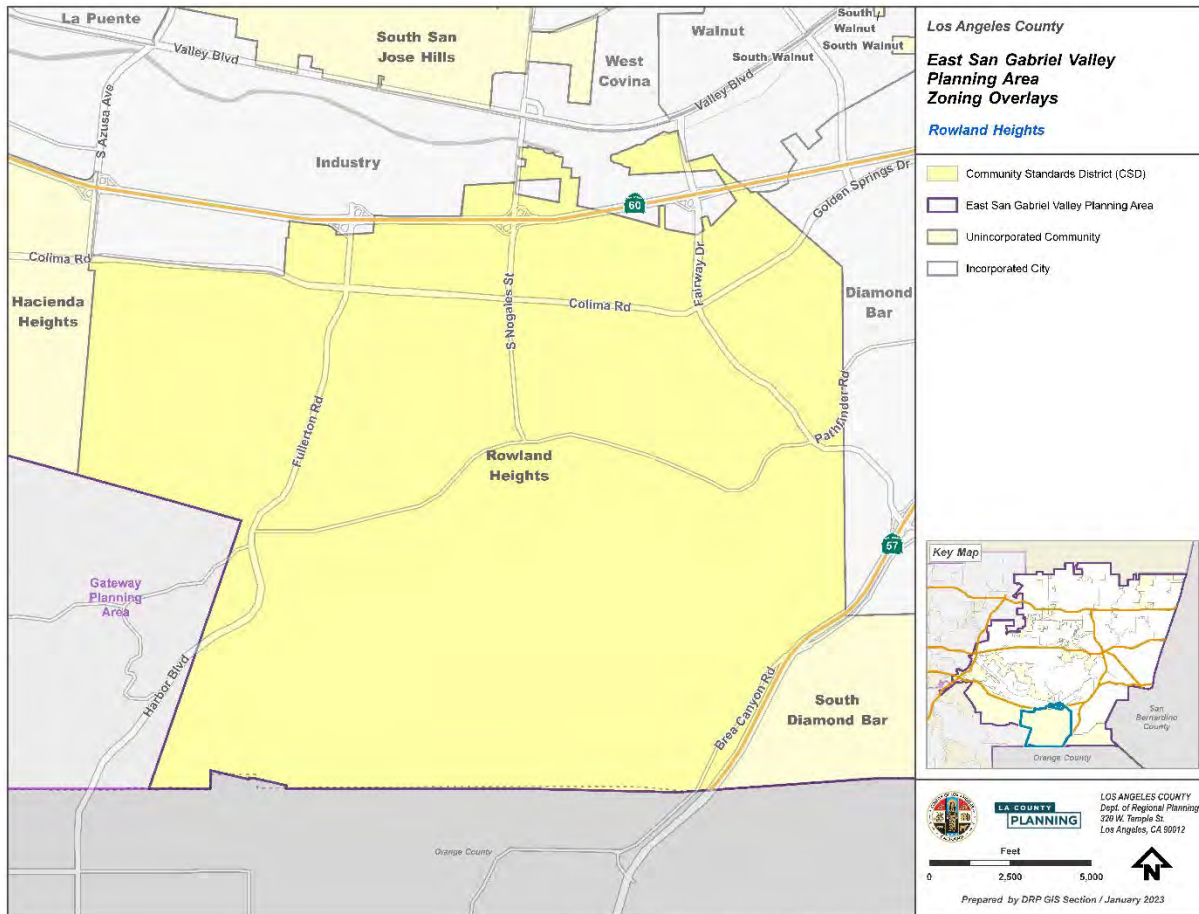 La Puente
Valley Blvd
S Azusa Ave
South San
Jose Hills
West
Covina
Walnut
South Walnut
South
Walnut
South Walnut
Valley Blvd
Industry
60
Golden Springs Dr
Colima Rd
Hacienda
Heights
Fullerton Rd
S Nogales St
Colima Rd
Fairway Dr
Diamond
Bar
Pathfinder Rd
Rowland
Heights
57
Gateway
Planning
Area
Harbor Blvd
Brea Canyon Rd
South
Diamond Bar
Orange County
Los Angeles County
East San Gabriel Valley
Planning Area
Zoning Overlays
Rowland Heights
Community Standards District (CSD)
East San Gabriel Valley Planning Area
Unincorporated Community
Incorporated City
Key Map
San
Bernardino
County
Orange County
LA COUNTY
PLANNING
LOS ANGELES COUNTY
Dept. of Regional Planning
320 W. Temple St.
Los Angeles, CA 90012
Feet
0 2,500 5,000
N
Prepared by DRP GIS Section / January 2023